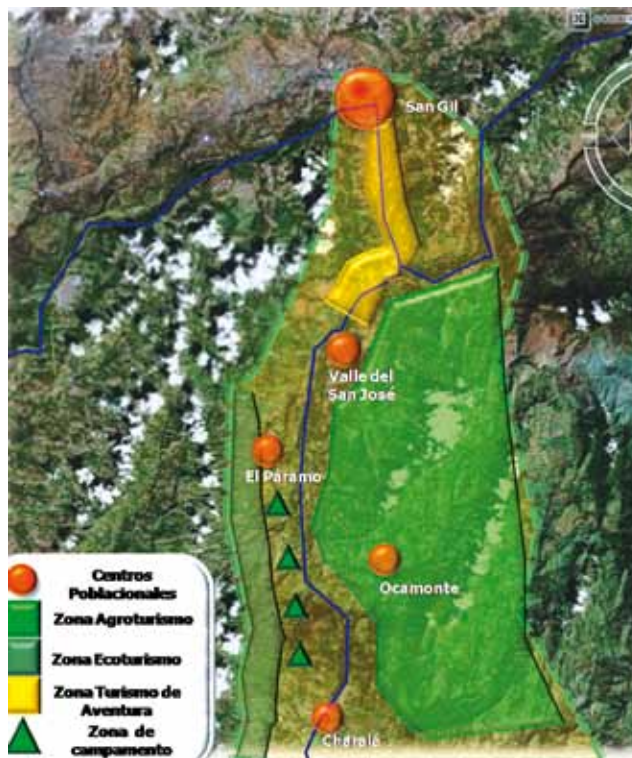 San Gil
Valle del
San José
El Páramo
Ocamonte
Charalá
Centros
Poblacionales
Zona Agroturismo
Zona Ecoturismo
Zona Turismo de
Aventura
Zona de
campamento